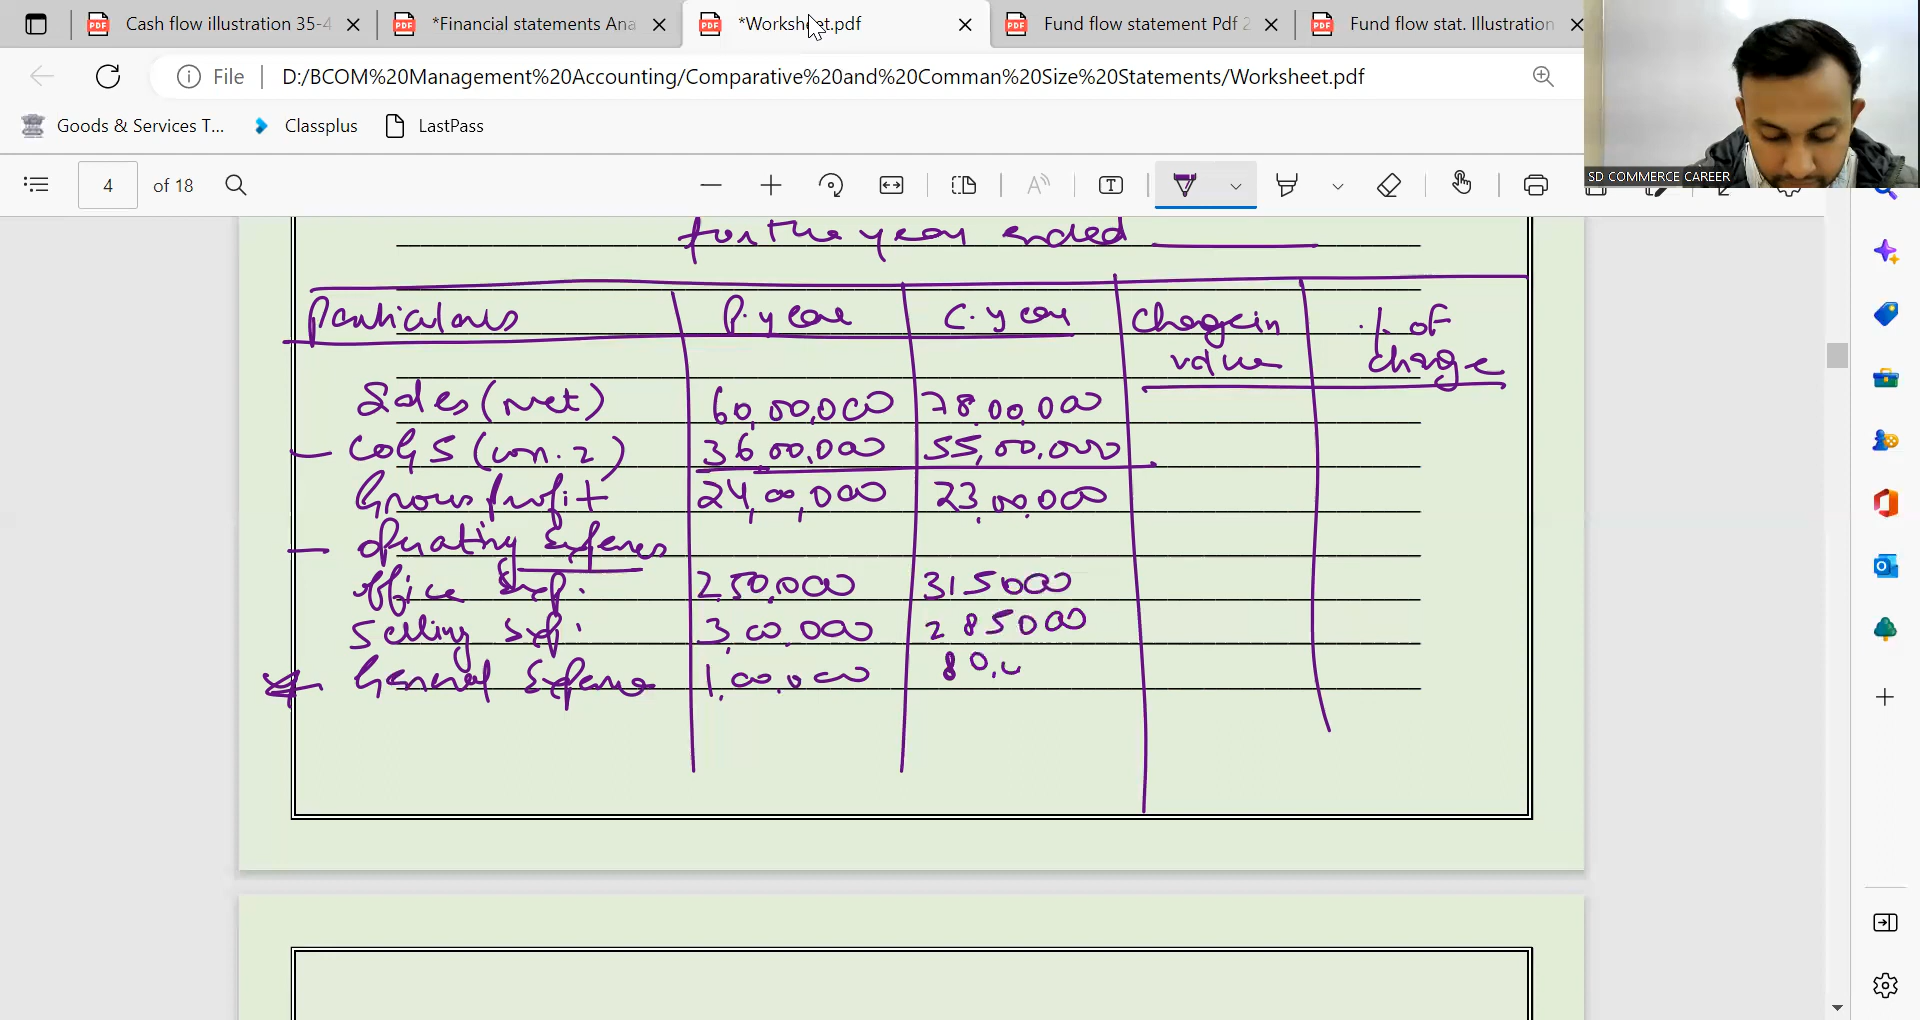 Cash flow illustration 35-4
*Financial statements Ana
*Worksheet.pdf
Fund flow statement Pdf 2
Fund flow stat. Illustration
File
D:/BCOM%20Management%20Accounting/Comparative%20and%20Comman%20Size%20Statements/Worksheet.pdf
Goods & Services T...
Classplus
LastPass
4 of 18
SD COMMERCE CAREER
for the year ended
Particulars P. year C. year Change in value % of change
Sales (net) 60,00,000 78,00,000
- COGS (w.n. 2) 36,00,000 55,00,000
Gross Profit 24,00,000 23,00,000
- Operating Expenses
Office Exp. 2,50,000 315000
Selling Exp. 3,00,000 285000
General Expense 1,00,000 80,0